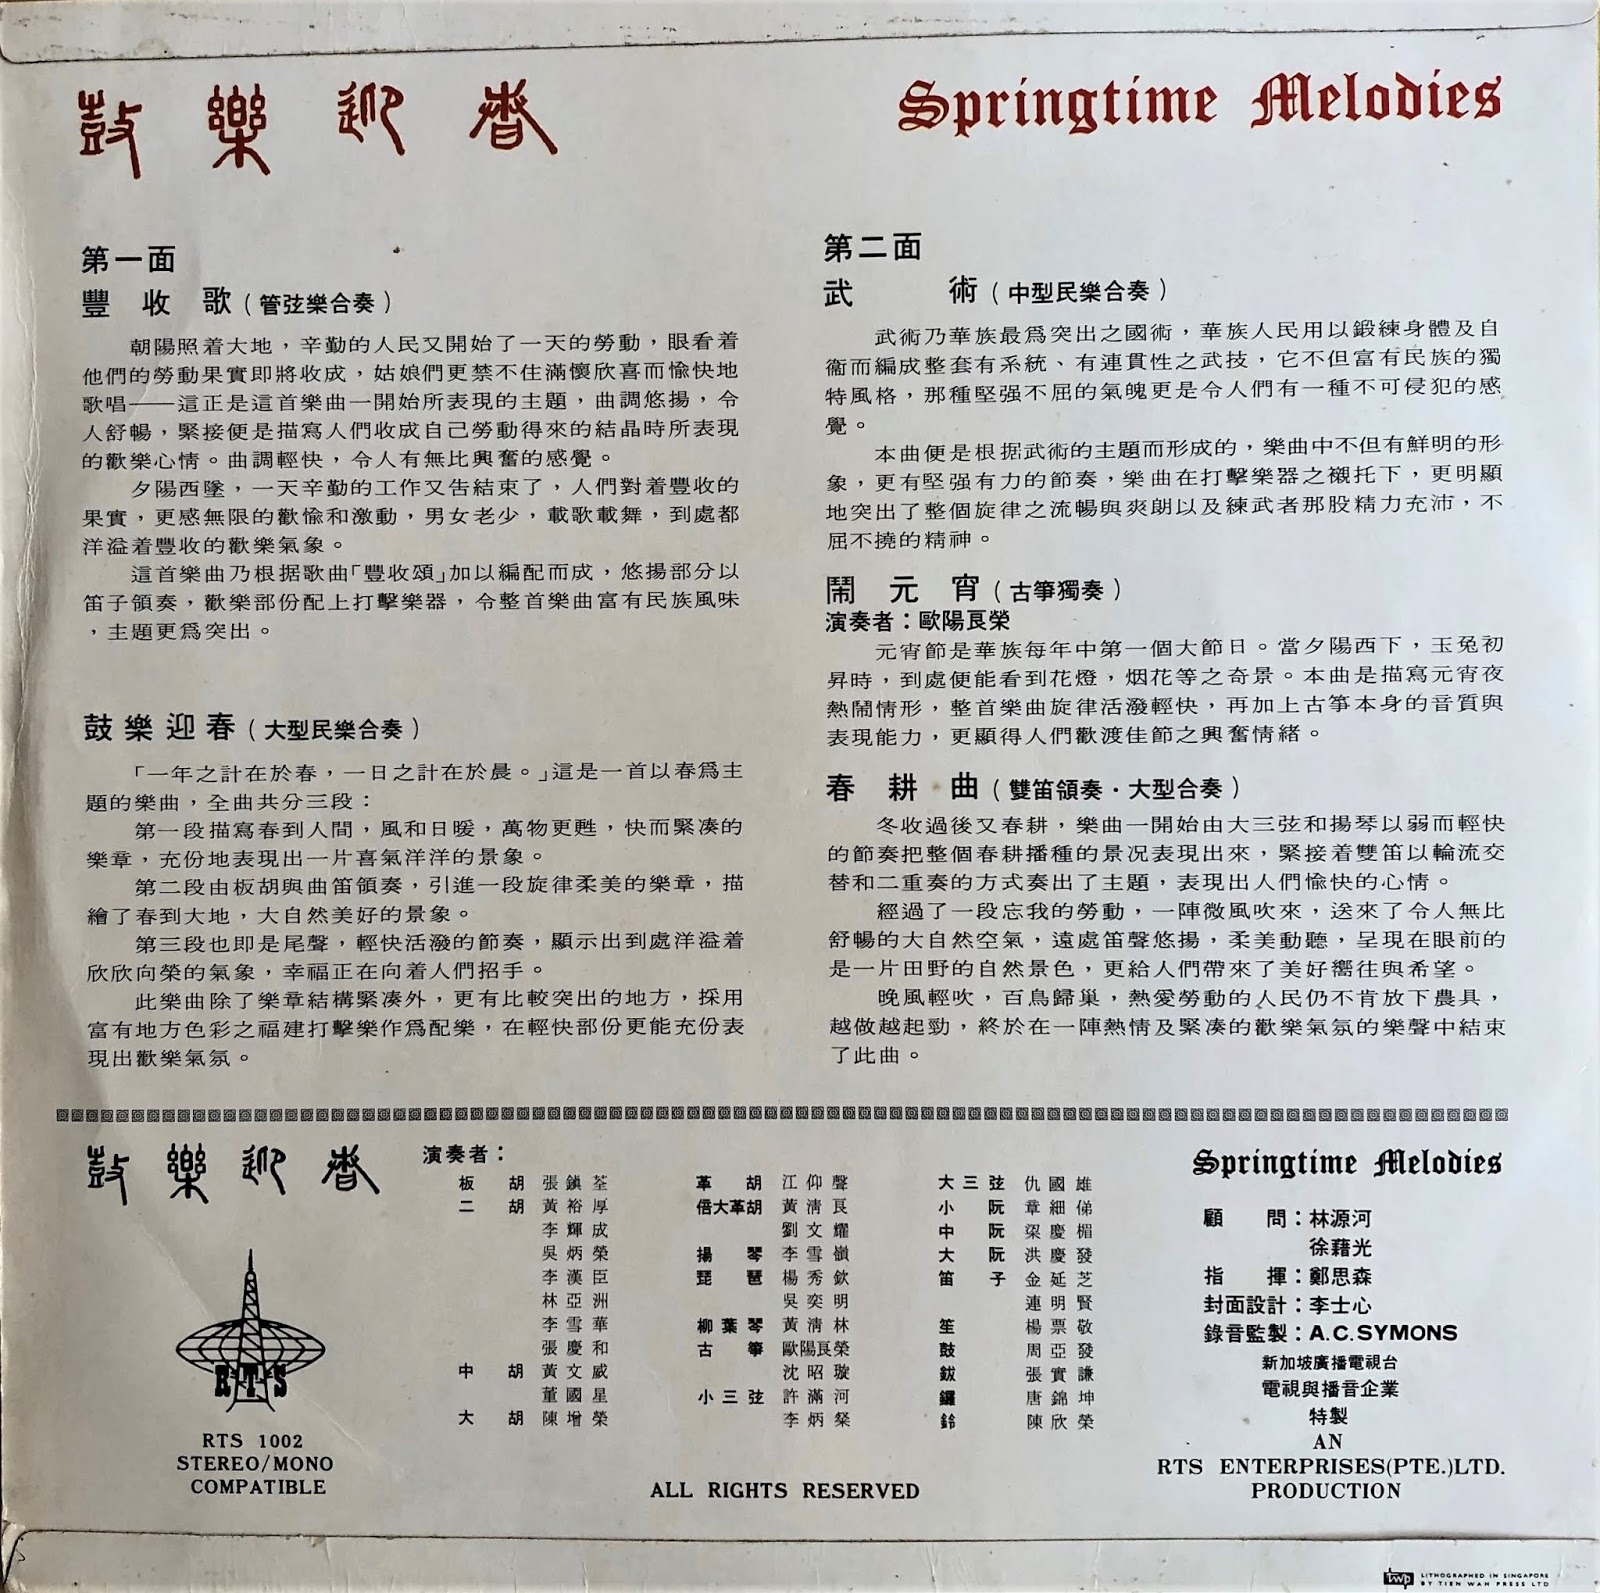 鼓樂迎春
Springtime Melodies
第一面
豐收歌(管弦樂合奏)
朝陽照着大地，辛勤的人民又開始了一天的勞動，眼看着
他們的勞動果實即將收成，姑娘們更禁不住滿懷欣喜而愉快地
歌唱——這正是這首樂曲一開始所表現的主題，曲調悠揚，令
人舒暢，緊接便是描寫人們收成自己勞動得來的結晶時所表現
的歡樂心情。曲調輕快，令人有無比興奮的感覺。
夕陽西墜，一天辛勤的工作又告結束了，人們對着豐收的
果實，更感無限的歡愉和激動，男女老少，載歌載舞，到處都
洋溢着豐收的歡樂氣象。
這首樂曲乃根据歌曲「豐收頌」加以編配而成，悠揚部分以
笛子領奏，歡樂部份配上打擊樂器，令整首樂曲富有民族風味
，主題更爲突出。
鼓樂迎春(大型民樂合奏)
「一年之計在於春，一日之計在於晨。」這是一首以春爲主
題的樂曲，全曲共分三段：
第一段描寫春到人間，風和日暖，萬物更甦，快而緊凑的
樂章，充份地表現出一片喜氣洋洋的景象。
第二段由板胡與曲笛領奏，引進一段旋律柔美的樂章，描
繪了春到大地，大自然美好的景象。
第三段也即是尾聲，輕快活潑的節奏，顯示出到處洋溢着
欣欣向榮的氣象，幸福正在向着人們招手。
此樂曲除了樂章結構緊凑外，更有比較突出的地方，採用
富有地方色彩之福建打擊樂作爲配樂，在輕快部份更能充份表
現出歡樂氣氛。
第二面
武術(中型民樂合奏)
武術乃華族最爲突出之國術，華族人民用以鍛練身體及自
衞而編成整套有系統、有連貫性之武技，它不但富有民族的獨
特風格，那種堅强不屈的氣魄更是令人們有一種不可侵犯的感
覺。
本曲便是根据武術的主題而形成的，樂曲中不但有鮮明的形
象，更有堅强有力的節奏，樂曲在打擊樂器之襯托下，更明顯
地突出了整個旋律之流暢與爽朗以及練武者那股精力充沛，不
屈不撓的精神。
鬧元宵(古箏獨奏)
演奏者：歐陽良榮
元宵節是華族每年中第一個大節日。當夕陽西下，玉兔初
昇時，到處便能看到花燈，烟花等之奇景。本曲是描寫元宵夜
熱鬧情形，整首樂曲旋律活潑輕快，再加上古箏本身的音質與
表現能力，更顯得人們歡渡佳節之興奮情緒。
春耕曲(雙笛領奏·大型合奏)
冬收過後又春耕，樂曲一開始由大三弦和揚琴以弱而輕快
的節奏把整個春耕播種的景况表現出來，緊接着雙笛以輪流交
替和二重奏的方式奏出了主題，表現出人們愉快的心情。
經過了一段忘我的勞動，一陣微風吹來，送來了令人無比
舒暢的大自然空氣，遠處笛聲悠揚，柔美動聽，呈現在眼前的
是一片田野的自然景色，更給人們帶來了美好嚮往與希望。
晚風輕吹，百鳥歸巢，熱愛勞動的人民仍不肯放下農具，
越做越起勁，終於在一陣熱情及緊凑的歡樂氣氛的樂聲中結束
了此曲。
鼓樂迎春
RTS
RTS 1002
STEREO/MONO
COMPATIBLE
演奏者：
板胡 張鎮荃
二胡 黃裕厚
李輝成
吳炳榮
李漢臣
林亞洲
李雪華
張慶和
中胡 黃文威
董國星
大胡 陳增榮
革胡 江仰聲
倍大革胡 黃清良
劉文耀
揚琴 李雪嶺
琵琶 楊秀欽
吳奕明
柳葉琴 黃清林
古箏 歐陽良榮
沈昭璇
小三弦 許滿河
李炳燊
大三弦 仇國雄
小阮 章細俤
中阮 梁慶楣
大阮 洪慶發
笛子 金延芝
連明賢
笙 楊票敬
鼓 周亞發
鈸 張實謙
鑼 唐錦坤
鈴 陳欣榮
ALL RIGHTS RESERVED
Springtime Melodies
顧問：林源河
徐藉光
指揮：鄭思森
封面設計：李士心
錄音監製：A.C.SYMONS
新加坡廣播電視台
電視與播音企業
特製
AN
RTS ENTERPRISES(PTE.)LTD.
PRODUCTION
twp LITHOGRAPHED IN SINGAPORE
BY TIEN WAH PRESS LTD